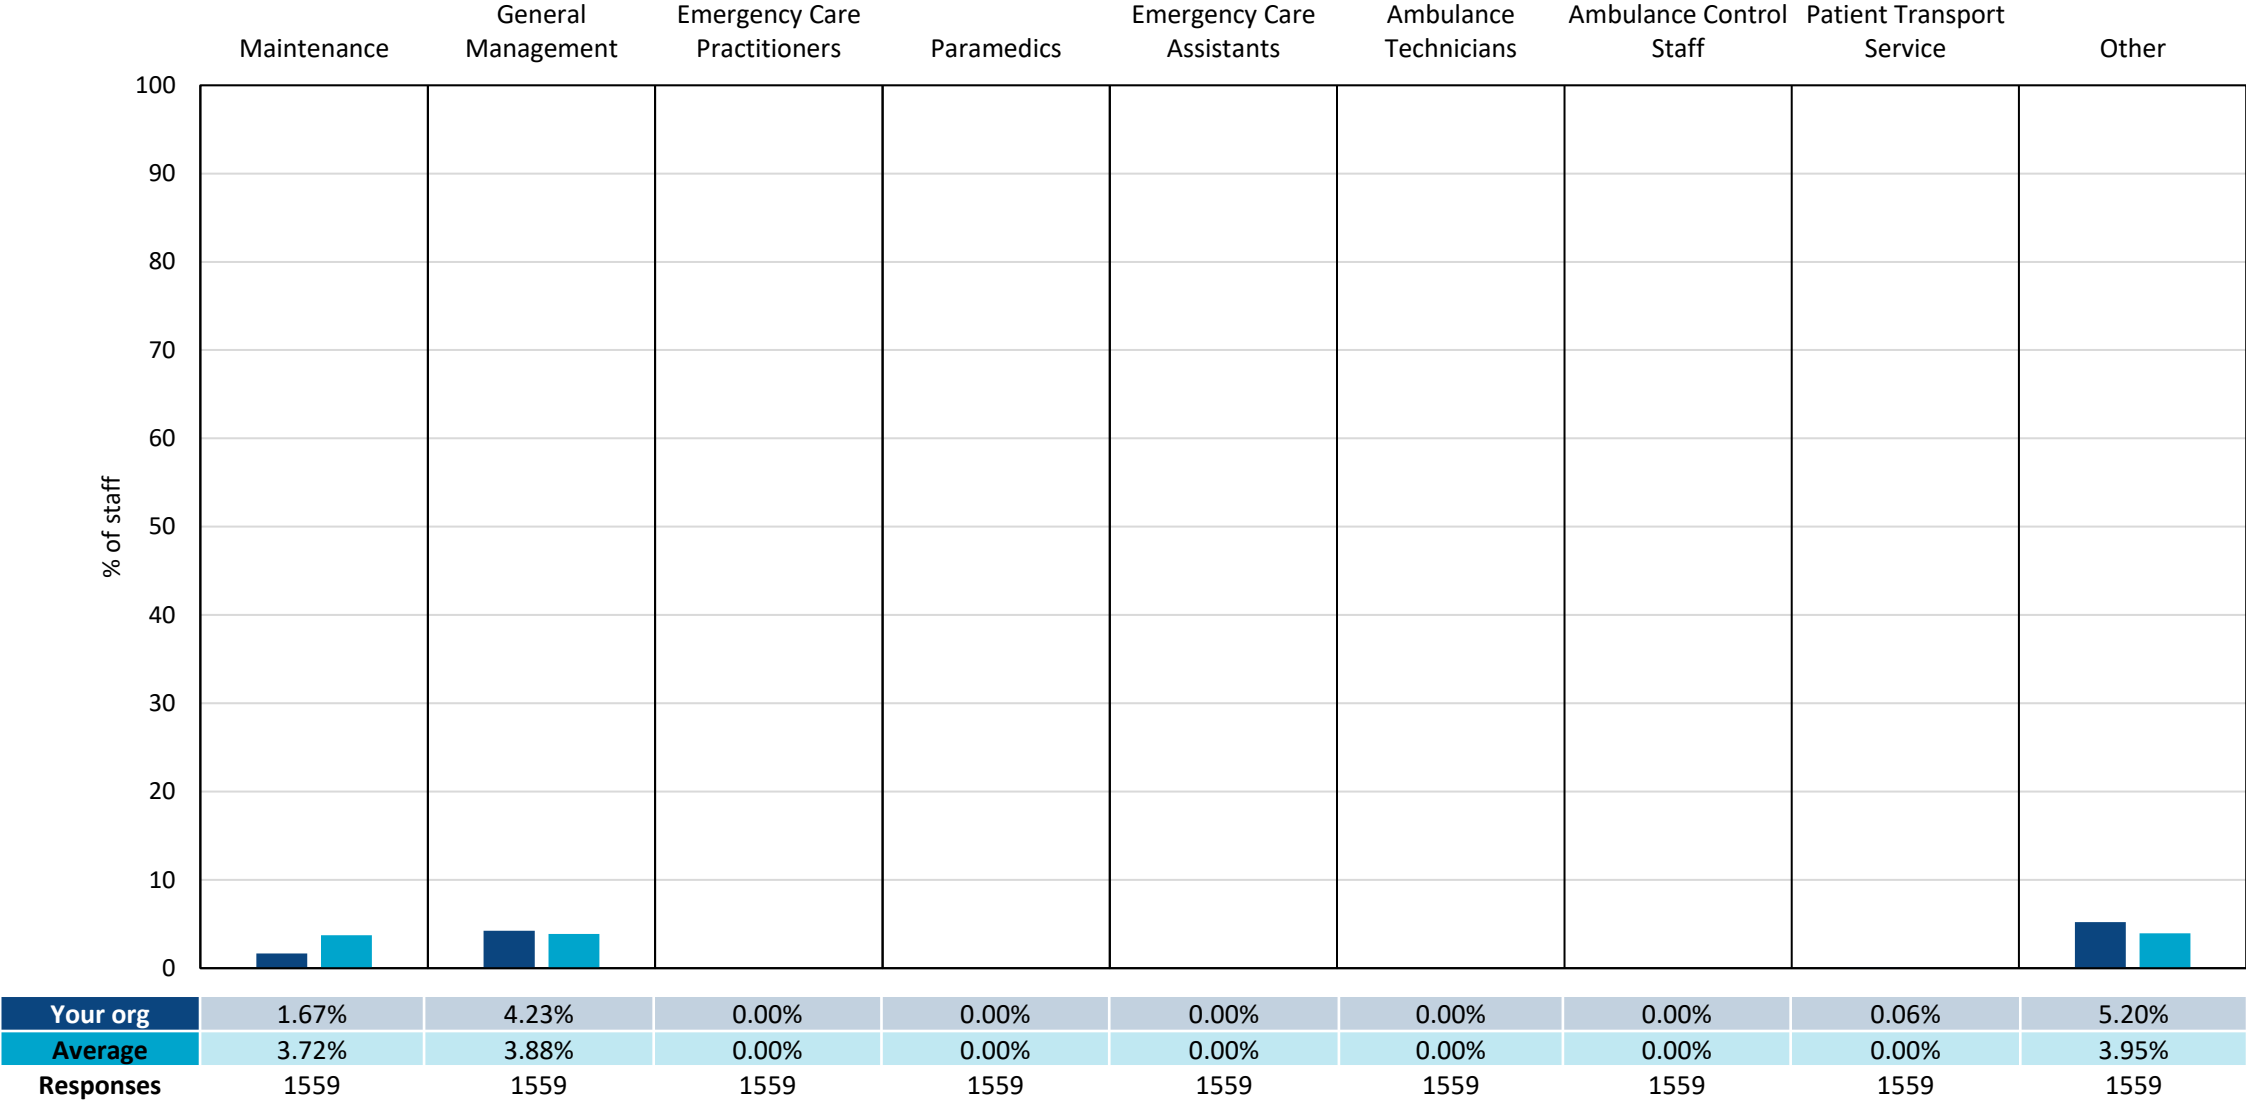 Maintenance
General
Management
Emergency Care
Practitioners
Paramedics
Emergency Care
Assistants
Ambulance
Technicians
Ambulance Control
Staff
Patient Transport
Service
Other
% of staff
100
90
80
70
60
50
40
30
20
10
0
Your org 1.67% 4.23% 0.00% 0.00% 0.00% 0.00% 0.00% 0.06% 5.20%
Average 3.72% 3.88% 0.00% 0.00% 0.00% 0.00% 0.00% 0.00% 3.95%
Responses 1559 1559 1559 1559 1559 1559 1559 1559 1559